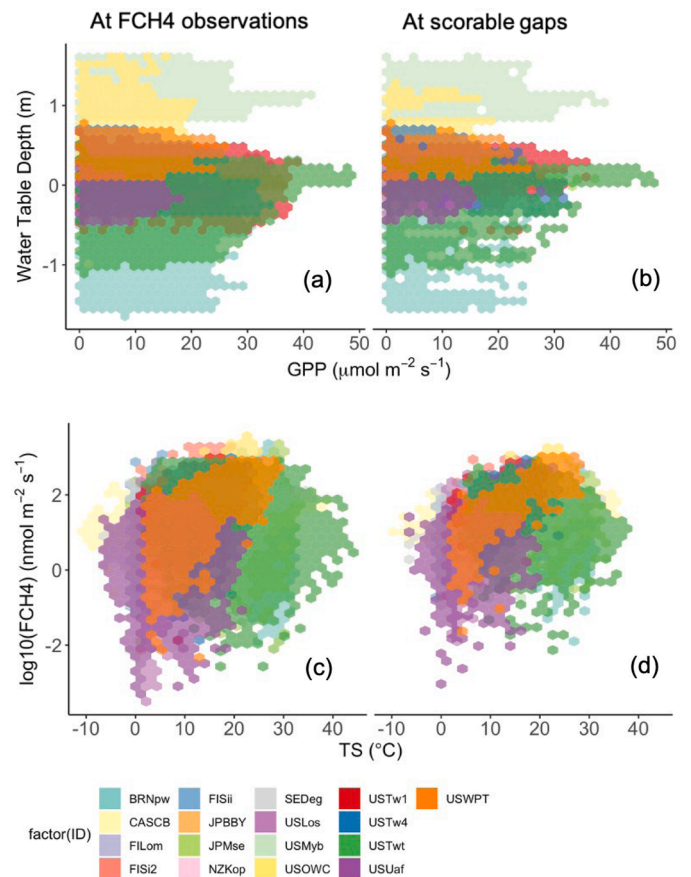 At FCH4 observations
At scorable gaps
Water Table Depth (m)
1
0
-1
(a)
(b)
0 10 20 30 40 50
0 10 20 30 40 50
GPP (μmol m⁻² s⁻¹)
log10(FCH4) (nmol m⁻² s⁻¹)
2
0
-2
(c)
(d)
-10 0 10 20 30 40
-10 0 10 20 30 40
TS (°C)
factor(ID)
BRNpw FISii SEDeg USTw1 USWPT
CASCB JPBBY USLos USTw4
FILom JPMse USMyb USTwt
FISi2 NZKop USOWC USUaf